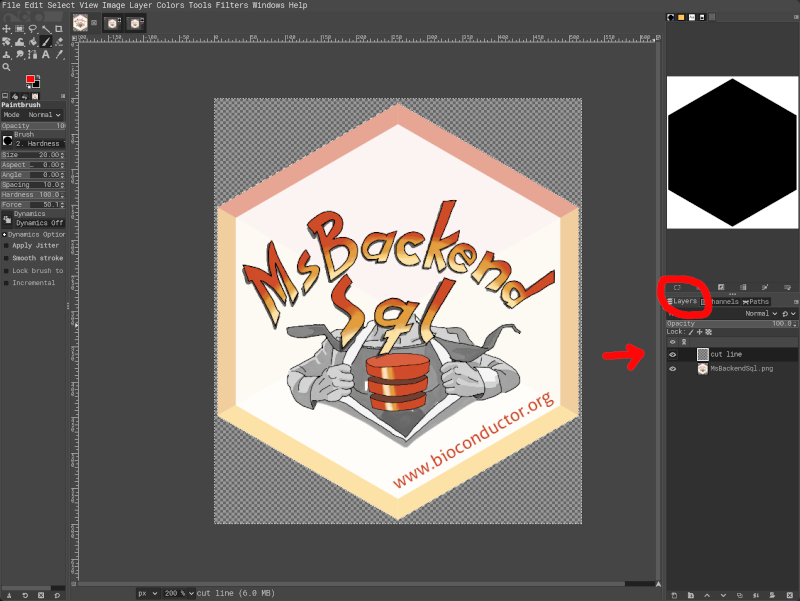 File Edit Select View Image Layer Colors Tools Filters Windows Help
Paintbrush
Mode Normal
Opacity 10
Brush
2. Hardness
Size 20.00
Aspect ... 0.00
Angle 0.00
Spacing 10.0
Hardness 100.0
Force 50.1
Dynamics
Dynamics Off
Dynamics Option
Apply Jitter
Smooth stroke
Lock brush to
Incremental
MsBackend
Sql
www.bioconductor.org
Layers Channels Paths
Normal
Opacity 100.0
Lock:
cut line
MsBackendSql.png
px 200 % cut line (6.0 MB)